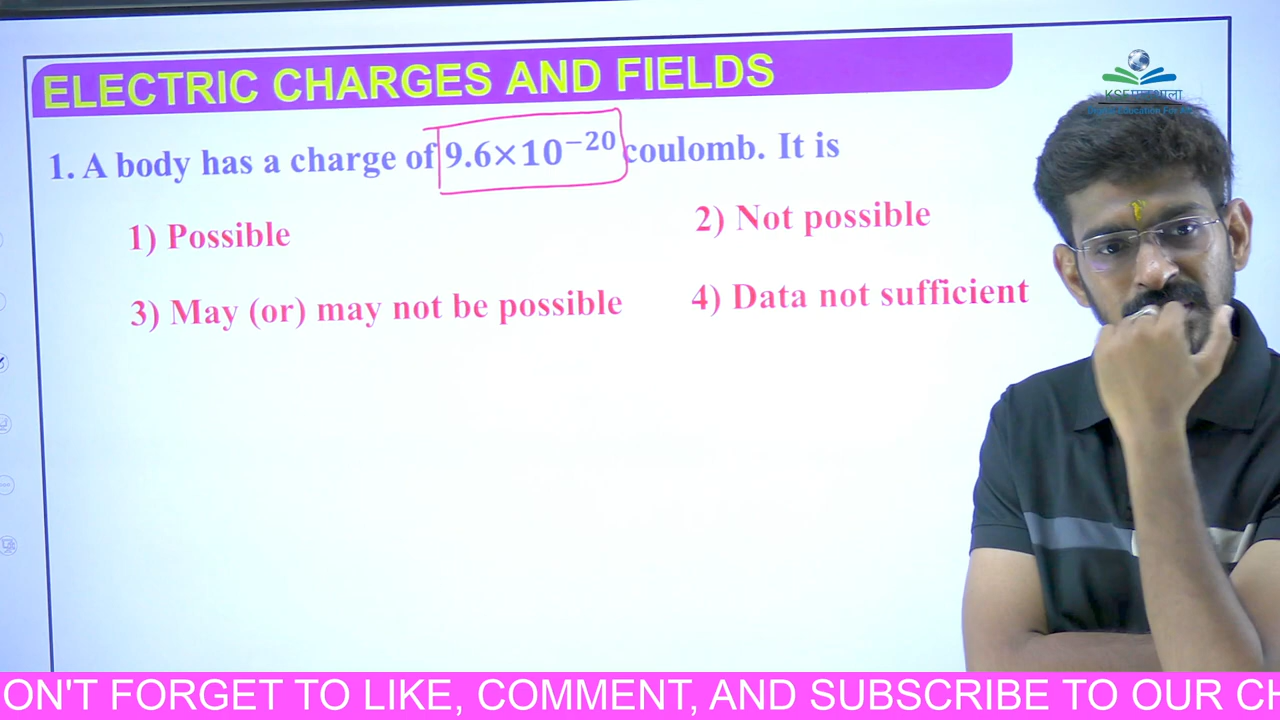 ELECTRIC CHARGES AND FIELDS
KSEपाठशाला
1. A body has a charge of 9.6×10⁻²⁰ coulomb. It is
1) Possible
2) Not possible
3) May (or) may not be possible
4) Data not sufficient
ON'T FORGET TO LIKE, COMMENT, AND SUBSCRIBE TO OUR CH